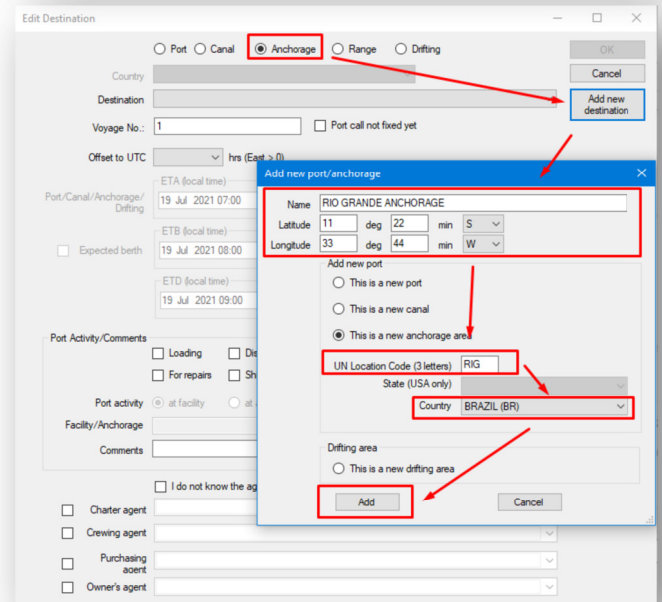 Edit Destination
Port Canal Anchorage Range Drifting OK
Country Cancel
Destination Add new destination
Voyage No.: 1 Port call not fixed yet
Offset to UTC hrs (East > 0)
ETA (local time)
Port/Canal/Anchorage/
Drifting 19 Jul 2021 07:00
ETB (local time)
Expected berth 19 Jul 2021 08:00
ETD (local time)
19 Jul 2021 09:00
Port Activity/Comments
Loading
For repairs
Port activity at facility
Facility/Anchorage
Comments
I do not know the
Charter agent
Crewing agent
Purchasing
agent
Owner's agent
Add new port/anchorage
Name RIO GRANDE ANCHORAGE
Latitude 11 deg 22 min S
Longitude 33 deg 44 min W
Add new port
This is a new port
This is a new canal
This is a new anchorage area
UN Location Code (3 letters) RIG
State (USA only)
Country BRAZIL (BR)
Drifting area
This is a new drifting area
Add Cancel